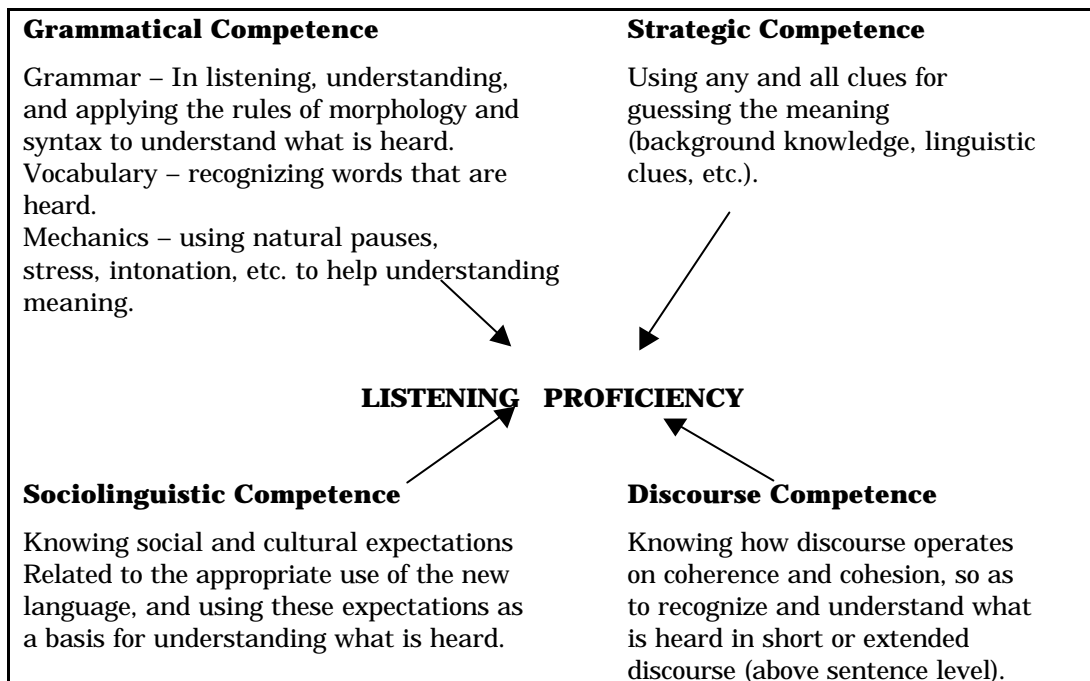 Grammatical Competence
Grammar – In listening, understanding,
and applying the rules of morphology and
syntax to understand what is heard.
Vocabulary – recognizing words that are
heard.
Mechanics – using natural pauses,
stress, intonation, etc. to help understanding
meaning.
Strategic Competence
Using any and all clues for
guessing the meaning
(background knowledge, linguistic
clues, etc.).
LISTENING PROFICIENCY
Sociolinguistic Competence
Knowing social and cultural expectations
Related to the appropriate use of the new
language, and using these expectations as
a basis for understanding what is heard.
Discourse Competence
Knowing how discourse operates
on coherence and cohesion, so as
to recognize and understand what
is heard in short or extended
discourse (above sentence level).